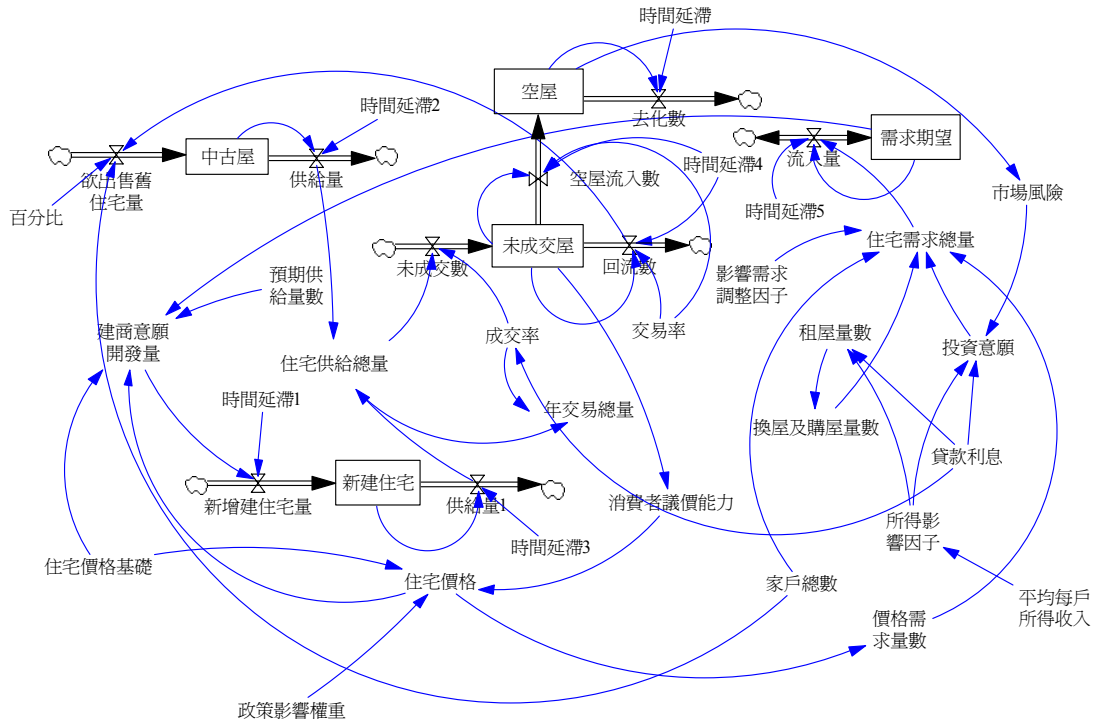 時間延滯
空屋
去化數
時間延滯2
中古屋
欲出售舊
住宅量
供給量
百分比
需求期望
流入量
時間延滯4
空屋流入數
時間延滯5
市場風險
未成交數
未成交屋
回流數
住宅需求總量
影響需求
調整因子
預期供
給量數
建商意願
開發量
成交率
交易率
租屋量數
投資意願
住宅供給總量
時間延滯1
年交易總量
換屋及購屋量數
貸款利息
新增建住宅量
新建住宅
供給量1
消費者議價能力
時間延滯3
所得影
響因子
住宅價格基礎
住宅價格
家戶總數
平均每戶
所得收入
價格需
求量數
政策影響權重